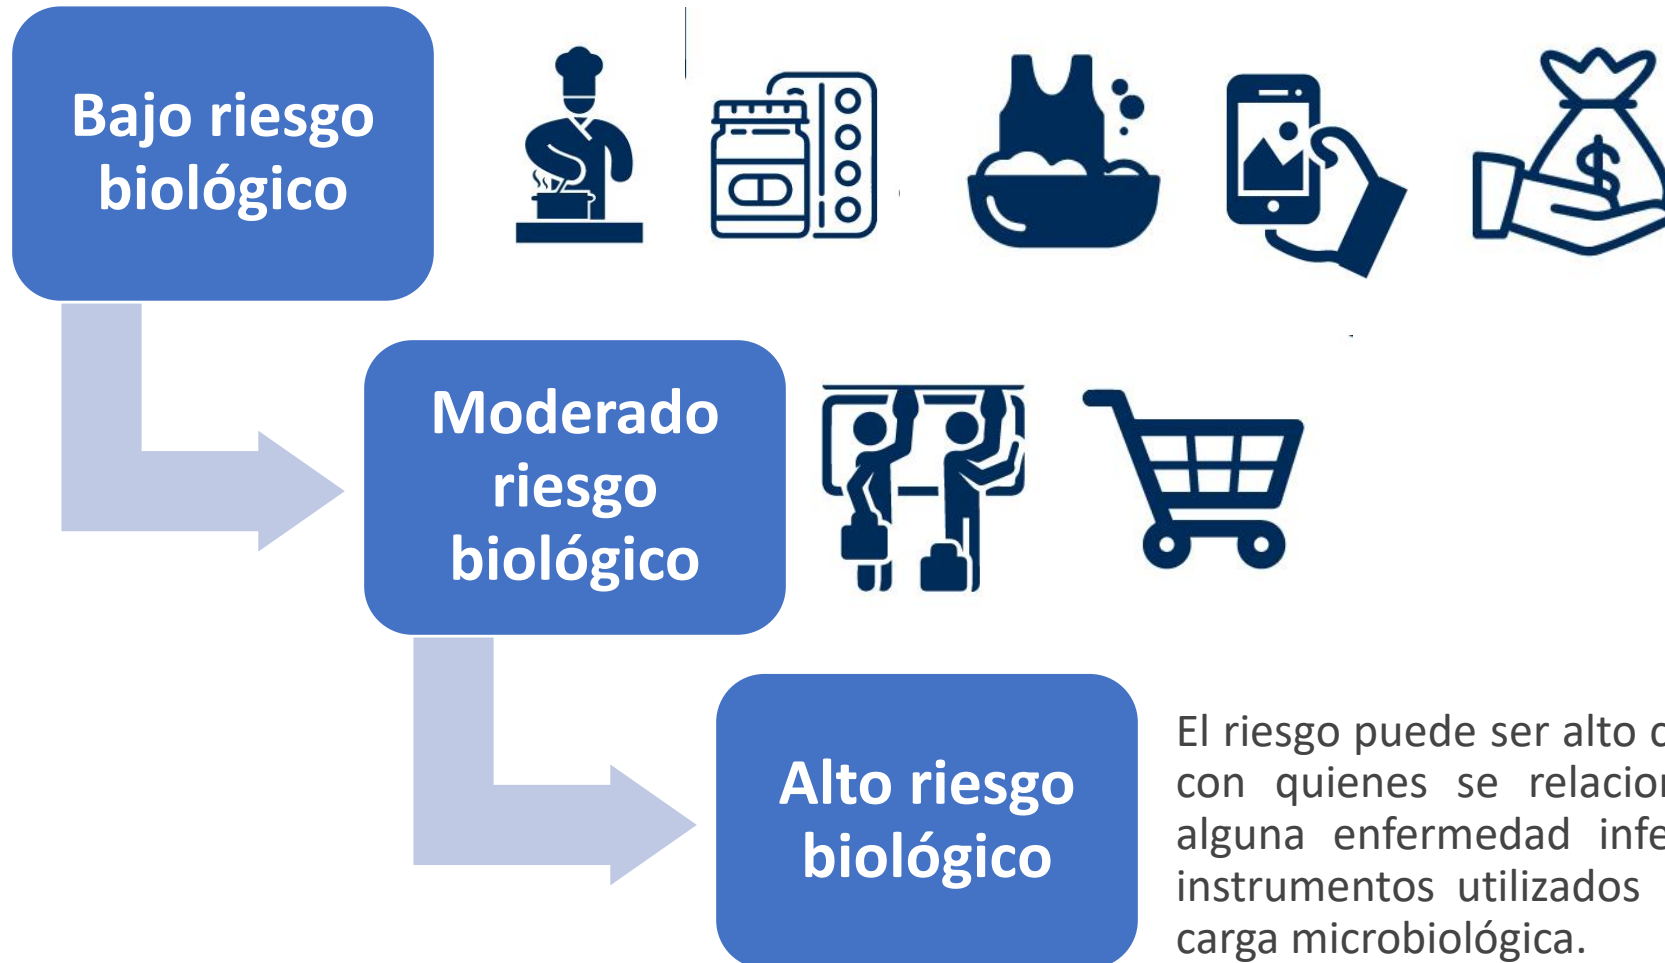 Bajo riesgo
biológico
$
Moderado
riesgo
biológico
Alto riesgo
biológico
El riesgo puede ser alto
con quienes se
alguna enfermedad
instrumentos utilizados
carga microbiológica.